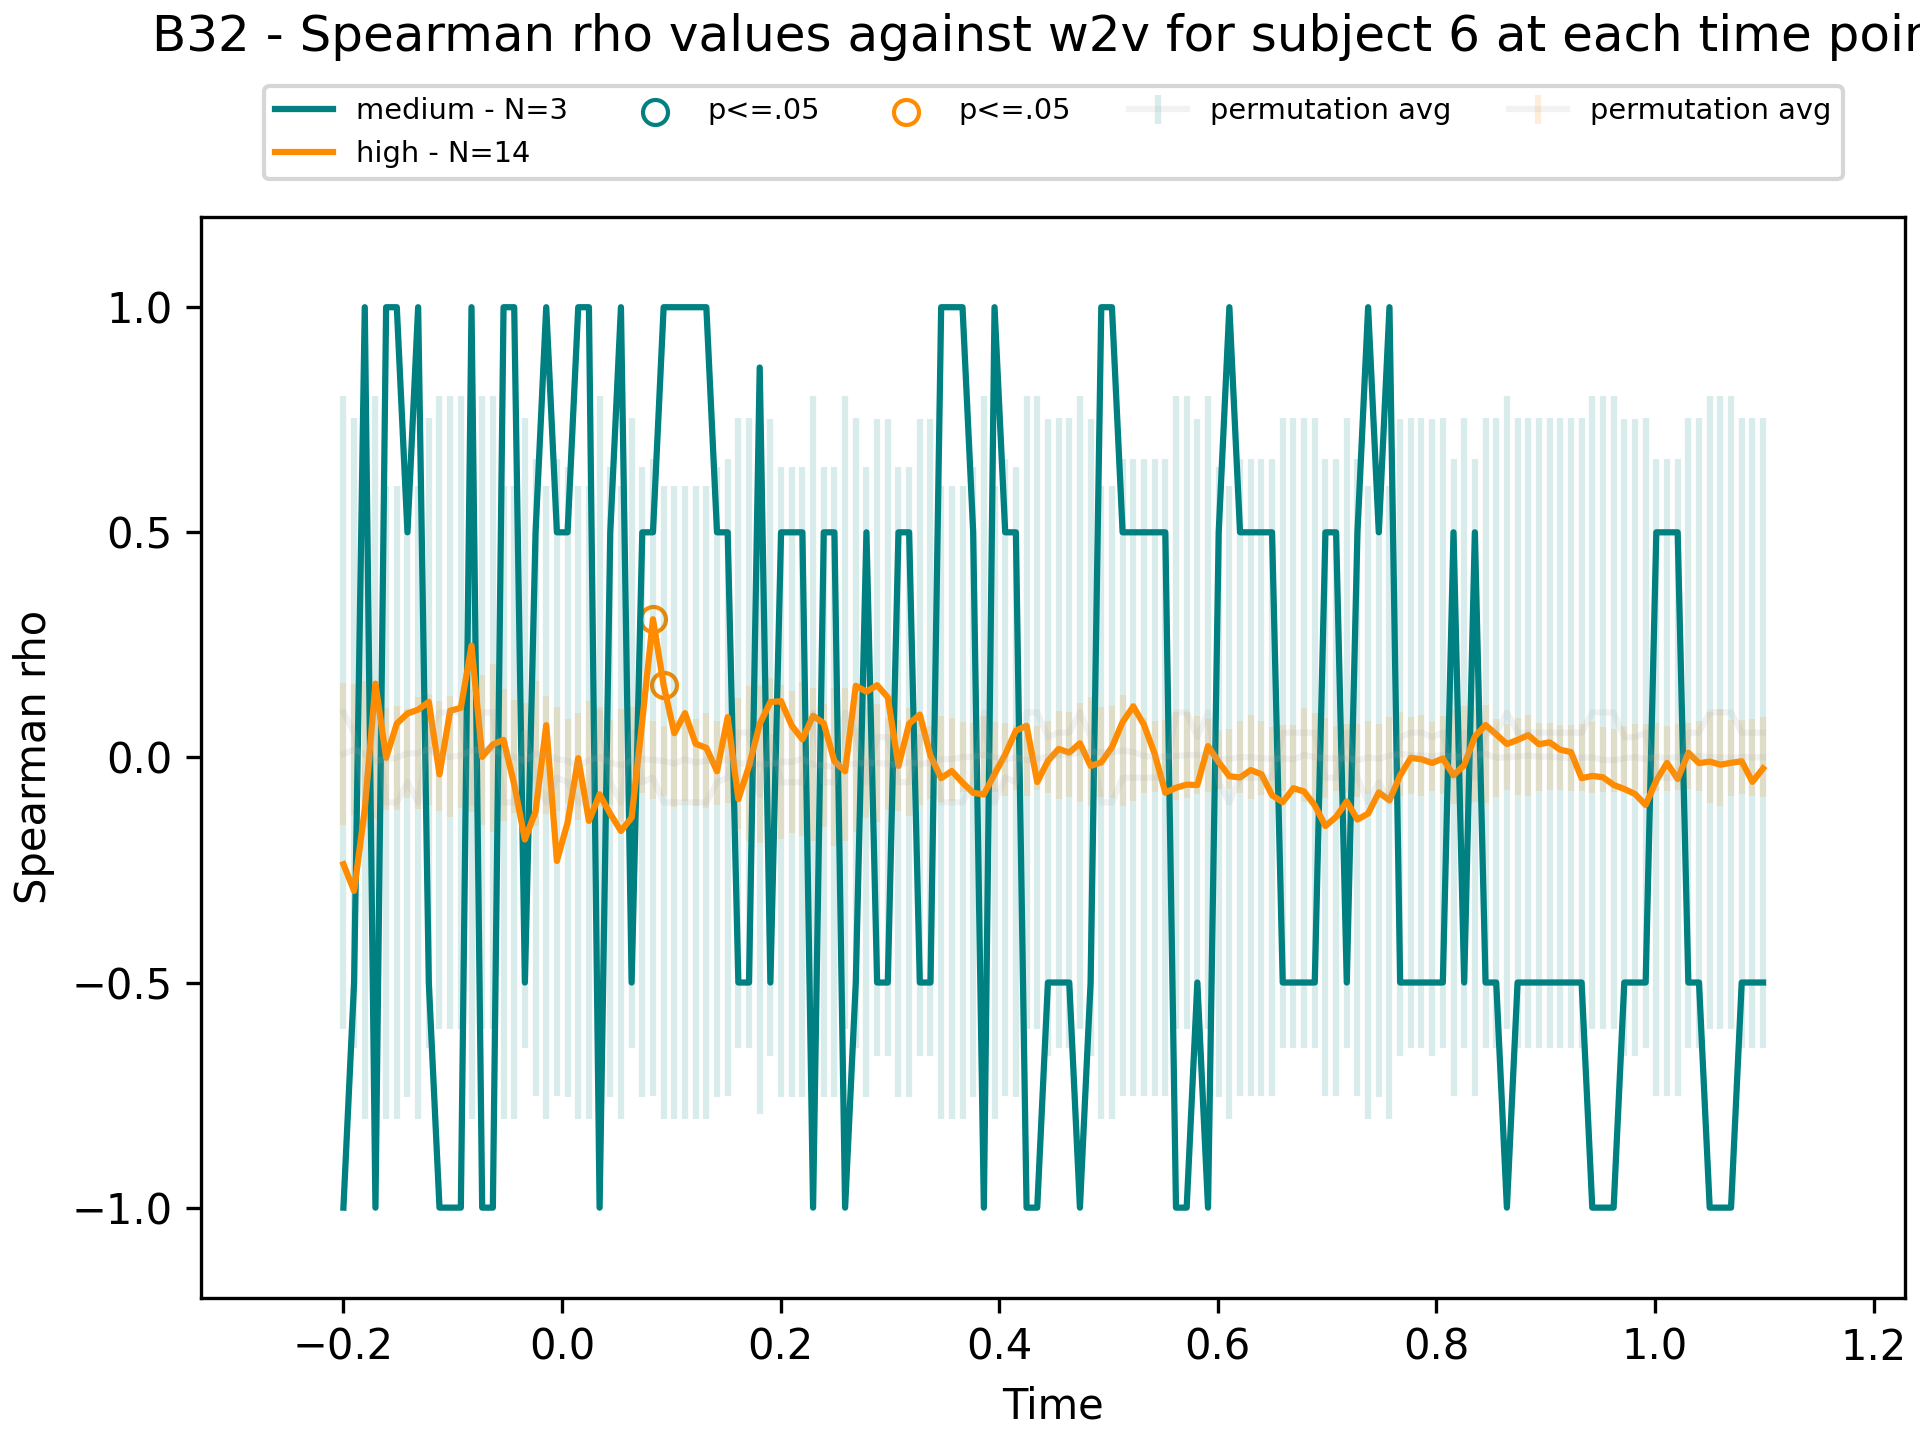 B32 - Spearman rho values against w2v for subject 6 at each time poin
medium - N=3
high - N=14
p<=.05
p<=.05
permutation avg
permutation avg
Spearman rho
1.0
0.5
0.0
−0.5
−1.0
−0.2 0.0 0.2 0.4 0.6 0.8 1.0 1.2
Time